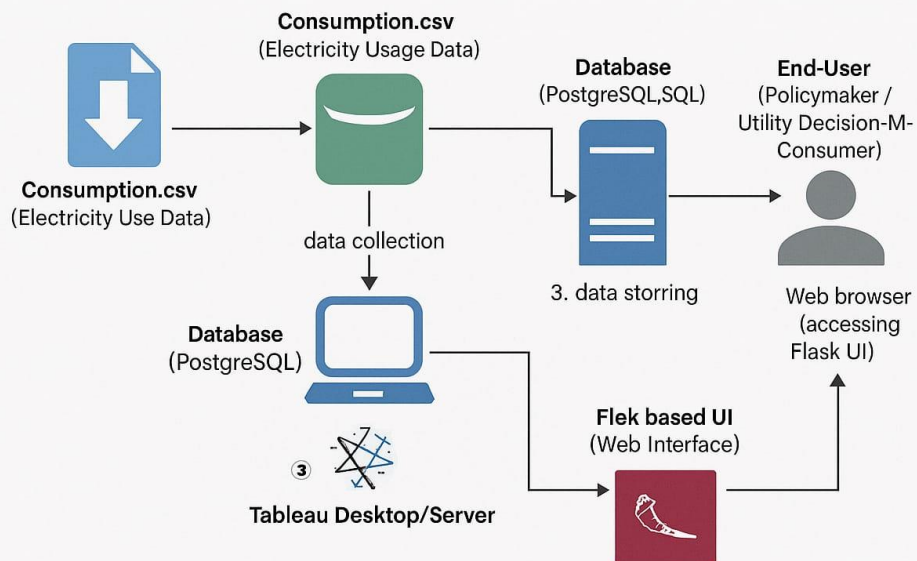 Consumption.csv
(Electricity Usage Data)
Consumption.csv
(Electricity Use Data)
Database
(PostgreSQL,SQL)
3. data storring
End-User
(Policymaker /
Utility Decision-M-
Consumer)
data collection
Database
(PostgreSQL)
③
Tableau Desktop/Server
Flek based UI
(Web Interface)
Web browser
(accessing
Flask UI)